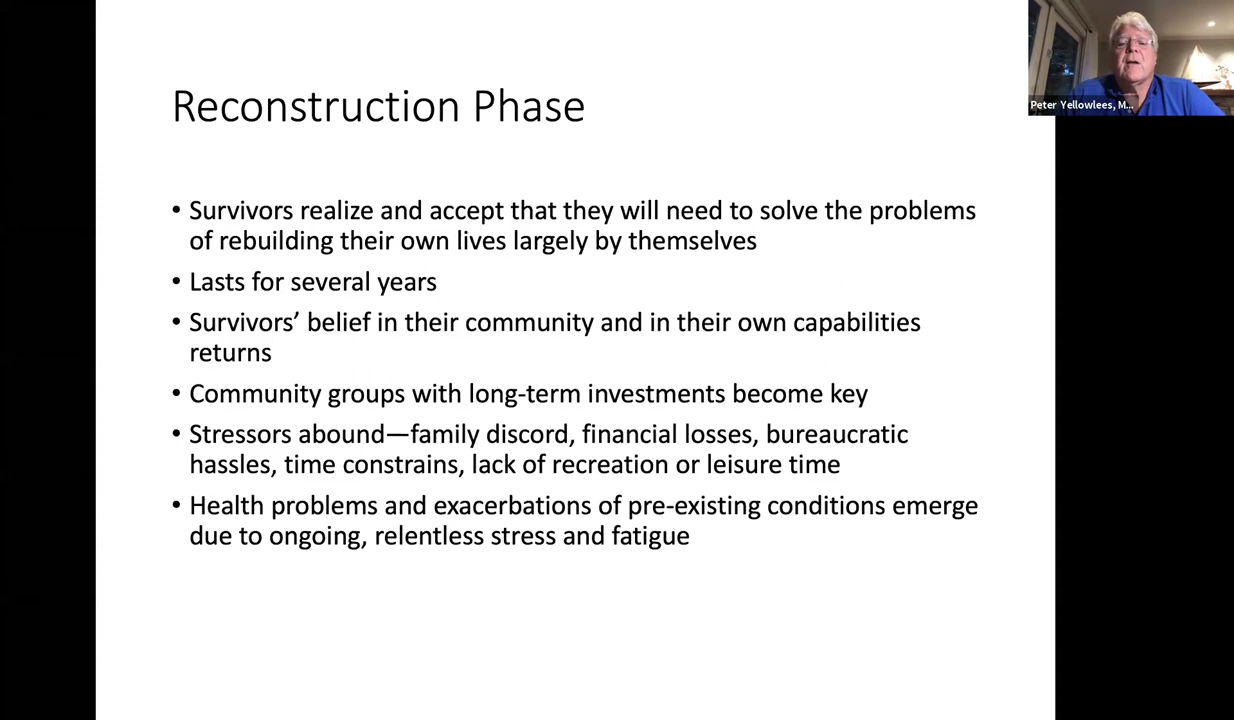 Reconstruction Phase
Peter Yellowlees, M...
• Survivors realize and accept that they will need to solve the problems
of rebuilding their own lives largely by themselves
• Lasts for several years
• Survivors’ belief in their community and in their own capabilities
returns
• Community groups with long-term investments become key
• Stressors abound—family discord, financial losses, bureaucratic
hassles, time constrains, lack of recreation or leisure time
• Health problems and exacerbations of pre-existing conditions emerge
due to ongoing, relentless stress and fatigue